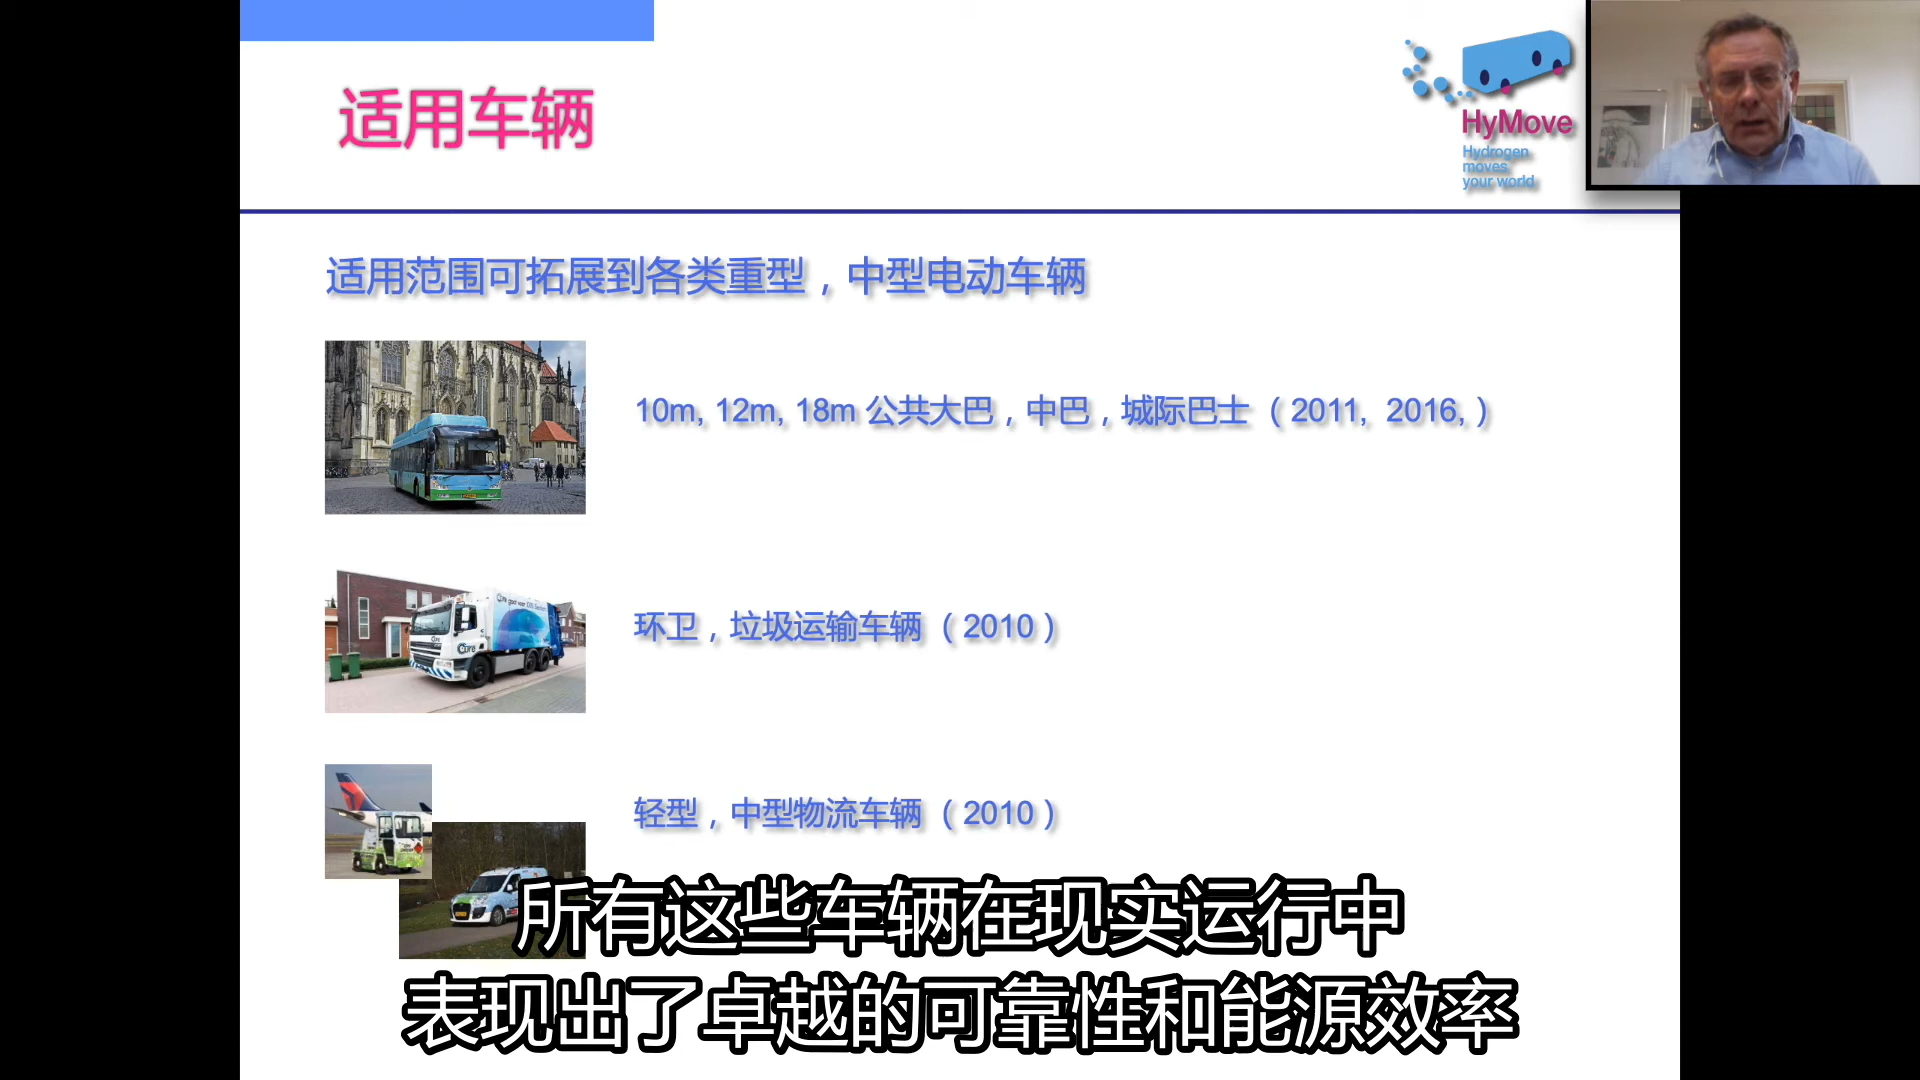 适用车辆
HyMove
Hydrogen
moves
your world
适用范围可拓展到各类重型，中型电动车辆
10m, 12m, 18m 公共大巴，中巴，城际巴士（2011, 2016,）
环卫，垃圾运输车辆（2010）
Cure
轻型，中型物流车辆（2010）
所有这些车辆在现实运行中
表现出了卓越的可靠性和能源效率